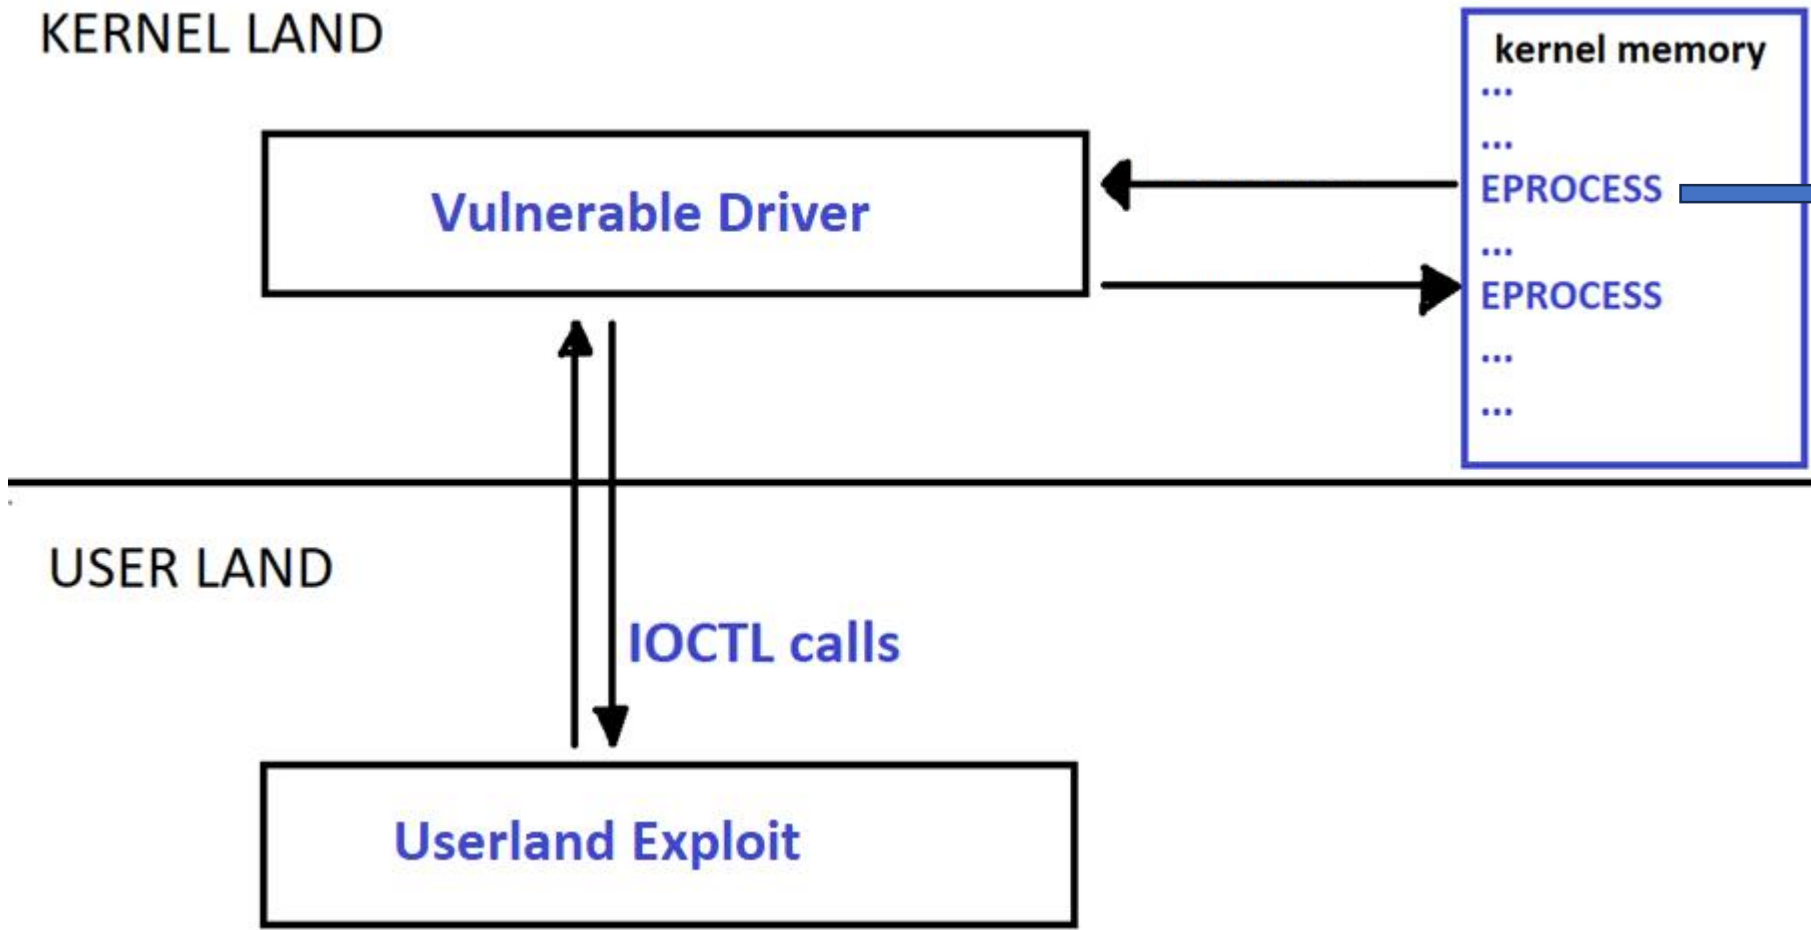 KERNEL LAND
kernel memory
...
...
EPROCESS
...
EPROCESS
...
...
Vulnerable Driver
USER LAND
IOCTL calls
Userland Exploit